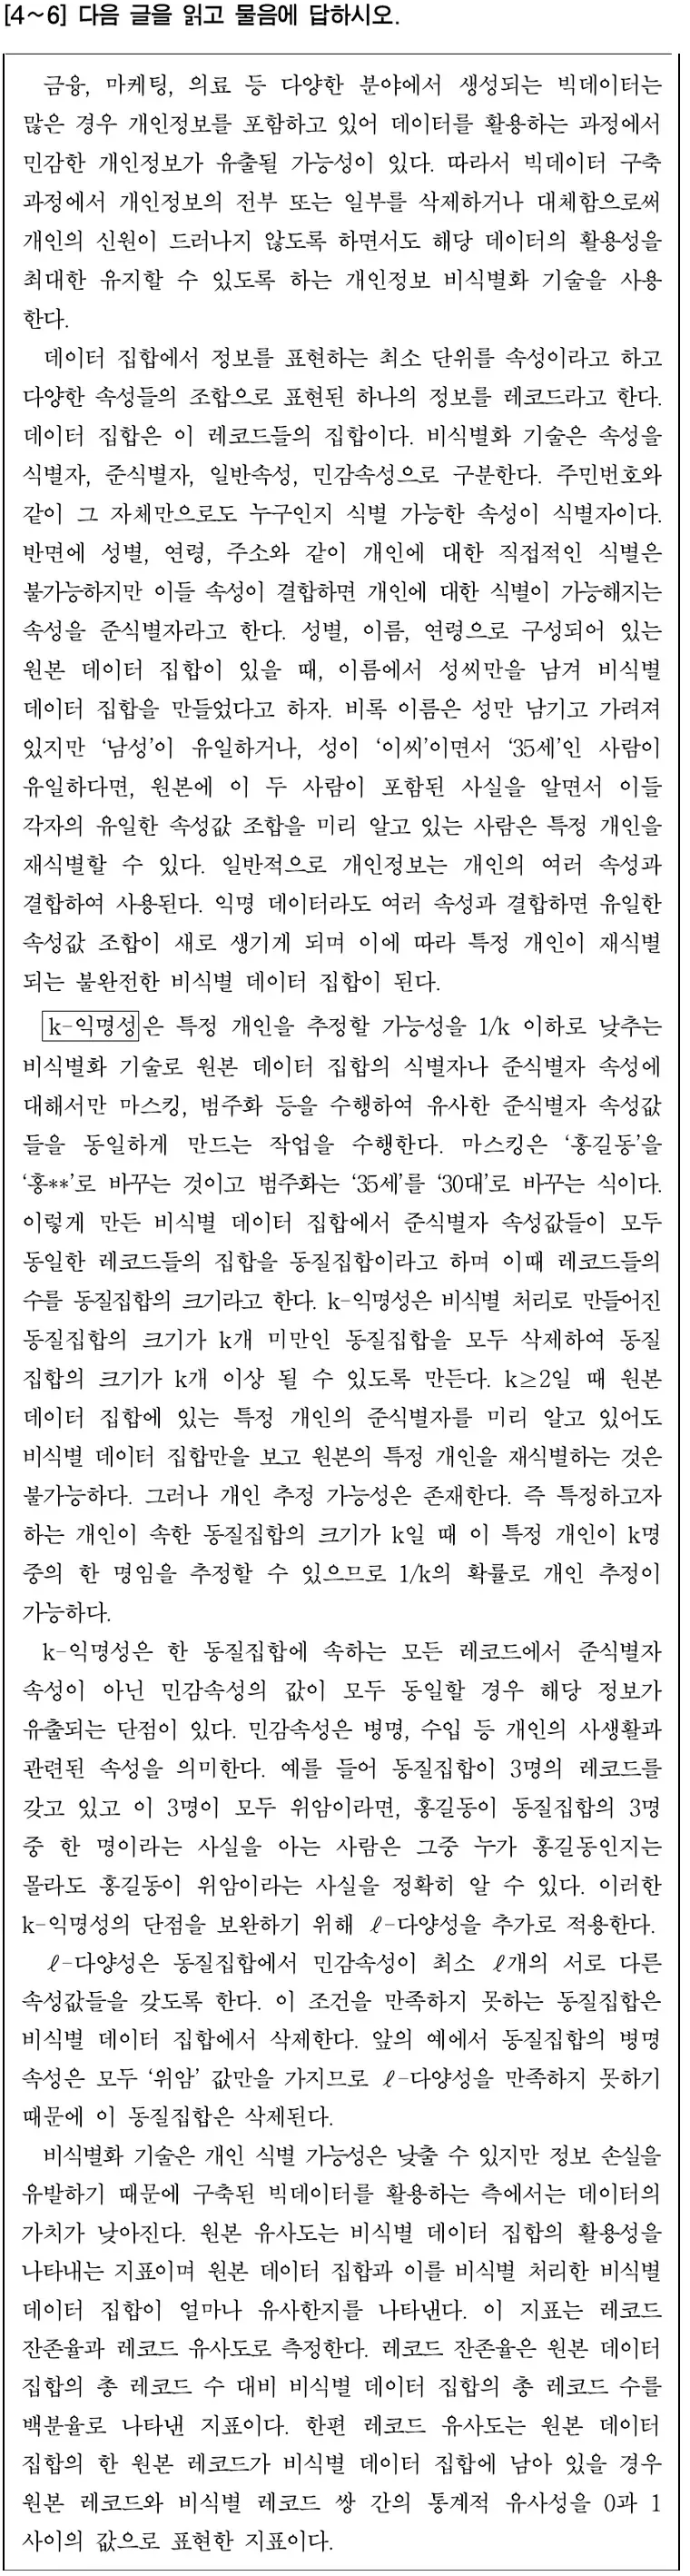 [4～6] 다음 글을 읽고 물음에 답하시오.
금융, 마케팅, 의료 등 다양한 분야에서 생성되는 빅데이터는
많은 경우 개인정보를 포함하고 있어 데이터를 활용하는 과정에서
민감한 개인정보가 유출될 가능성이 있다. 따라서 빅데이터 구축
과정에서 개인정보의 전부 또는 일부를 삭제하거나 대체함으로써
개인의 신원이 드러나지 않도록 하면서도 해당 데이터의 활용성을
최대한 유지할 수 있도록 하는 개인정보 비식별화 기술을 사용
한다.
데이터 집합에서 정보를 표현하는 최소 단위를 속성이라고 하고
다양한 속성들의 조합으로 표현된 하나의 정보를 레코드라고 한다.
데이터 집합은 이 레코드들의 집합이다. 비식별화 기술은 속성을
식별자, 준식별자, 일반속성, 민감속성으로 구분한다. 주민번호와
같이 그 자체만으로도 누구인지 식별 가능한 속성이 식별자이다.
반면에 성별, 연령, 주소와 같이 개인에 대한 직접적인 식별은
불가능하지만 이들 속성이 결합하면 개인에 대한 식별이 가능해지는
속성을 준식별자라고 한다. 성별, 이름, 연령으로 구성되어 있는
원본 데이터 집합이 있을 때, 이름에서 성씨만을 남겨 비식별
데이터 집합을 만들었다고 하자. 비록 이름은 성만 남기고 가려져
있지만 ‘남성’이 유일하거나, 성이 ‘이씨’이면서 ‘35세’인 사람이
유일하다면, 원본에 이 두 사람이 포함된 사실을 알면서 이들
각자의 유일한 속성값 조합을 미리 알고 있는 사람은 특정 개인을
재식별할 수 있다. 일반적으로 개인정보는 개인의 여러 속성과
결합하여 사용된다. 익명 데이터라도 여러 속성과 결합하면 유일한
속성값 조합이 새로 생기게 되며 이에 따라 특정 개인이 재식별
되는 불완전한 비식별 데이터 집합이 된다.
k-익명성은 특정 개인을 추정할 가능성을 1/k 이하로 낮추는
비식별화 기술로 원본 데이터 집합의 식별자나 준식별자 속성에
대해서만 마스킹, 범주화 등을 수행하여 유사한 준식별자 속성값
들을 동일하게 만드는 작업을 수행한다. 마스킹은 ‘홍길동’을
‘홍**’로 바꾸는 것이고 범주화는 ‘35세’를 ‘30대’로 바꾸는 식이다.
이렇게 만든 비식별 데이터 집합에서 준식별자 속성값들이 모두
동일한 레코드들의 집합을 동질집합이라고 하며 이때 레코드들의
수를 동질집합의 크기라고 한다. k-익명성은 비식별 처리로 만들어진
동질집합의 크기가 k개 미만인 동질집합을 모두 삭제하여 동질
집합의 크기가 k개 이상 될 수 있도록 만든다. k≥2일 때 원본
데이터 집합에 있는 특정 개인의 준식별자를 미리 알고 있어도
비식별 데이터 집합만을 보고 원본의 특정 개인을 재식별하는 것은
불가능하다. 그러나 개인 추정 가능성은 존재한다. 즉 특정하고자
하는 개인이 속한 동질집합의 크기가 k일 때 이 특정 개인이 k명
중의 한 명임을 추정할 수 있으므로 1/k의 확률로 개인 추정이
가능하다.
k-익명성은 한 동질집합에 속하는 모든 레코드에서 준식별자
속성이 아닌 민감속성의 값이 모두 동일할 경우 해당 정보가
유출되는 단점이 있다. 민감속성은 병명, 수입 등 개인의 사생활과
관련된 속성을 의미한다. 예를 들어 동질집합이 3명의 레코드를
갖고 있고 이 3명이 모두 위암이라면, 홍길동이 동질집합의 3명
중 한 명이라는 사실을 아는 사람은 그중 누가 홍길동인지는
몰라도 홍길동이 위암이라는 사실을 정확히 알 수 있다. 이러한
k-익명성의 단점을 보완하기 위해 ℓ-다양성을 추가로 적용한다.
ℓ-다양성은 동질집합에서 민감속성이 최소 ℓ개의 서로 다른
속성값들을 갖도록 한다. 이 조건을 만족하지 못하는 동질집합은
비식별 데이터 집합에서 삭제한다. 앞의 예에서 동질집합의 병명
속성은 모두 ‘위암’ 값만을 가지므로 ℓ-다양성을 만족하지 못하기
때문에 이 동질집합은 삭제된다.
비식별화 기술은 개인 식별 가능성은 낮출 수 있지만 정보 손실을
유발하기 때문에 구축된 빅데이터를 활용하는 측에서는 데이터의
가치가 낮아진다. 원본 유사도는 비식별 데이터 집합의 활용성을
나타내는 지표이며 원본 데이터 집합과 이를 비식별 처리한 비식별
데이터 집합이 얼마나 유사한지를 나타낸다. 이 지표는 레코드
잔존율과 레코드 유사도로 측정한다. 레코드 잔존율은 원본 데이터
집합의 총 레코드 수 대비 비식별 데이터 집합의 총 레코드 수를
백분율로 나타낸 지표이다. 한편 레코드 유사도는 원본 데이터
집합의 한 원본 레코드가 비식별 데이터 집합에 남아 있을 경우
원본 레코드와 비식별 레코드 쌍 간의 통계적 유사성을 0과 1
사이의 값으로 표현한 지표이다.